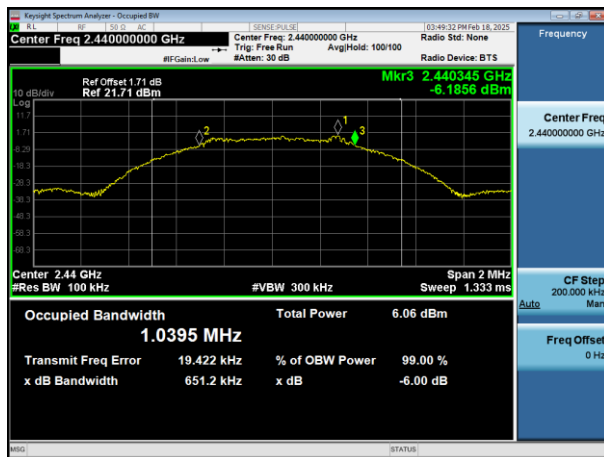 Keysight Spectrum Analyzer - Occupied BW
RL RF 50 Ω AC SENSE:PULSE 03:49:32 PM Feb 18, 2025
Center Freq 2.440000000 GHz Center Freq: 2.440000000 GHz Radio Std: None
Trig: Free Run Avg|Hold: 100/100
#IFGain:Low #Atten: 30 dB Radio Device: BTS
Ref Offset 1.71 dB Mkr3 2.440345 GHz
10 dB/div Ref 21.71 dBm -6.1856 dBm
Log
11.7
1.71
-8.29
-18.3
-28.3
-38.3
-48.3
-58.3
-68.3
2
1
3
Center 2.44 GHz Span 2 MHz
#Res BW 100 kHz #VBW 300 kHz Sweep 1.333 ms
Occupied Bandwidth Total Power 6.06 dBm
1.0395 MHz
Transmit Freq Error 19.422 kHz % of OBW Power 99.00 %
x dB Bandwidth 651.2 kHz x dB -6.00 dB
MSG STATUS
Frequency
Center Freq
2.440000000 GHz
CF Step
200.000 kHz
Auto Man
Freq Offset
0 Hz